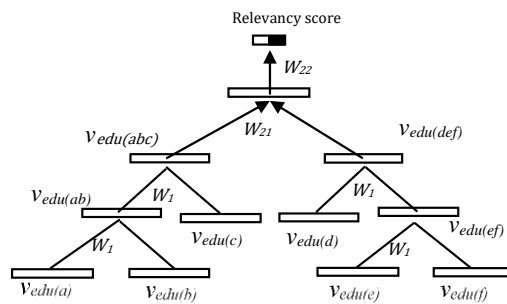 Relevancy score
W22
W21
vedu(abc)
vedu(def)
W1
W1
vedu(ab)
vedu(c)
vedu(d)
vedu(ef)
W1
W1
vedu(a)
vedu(b)
vedu(e)
vedu(f)